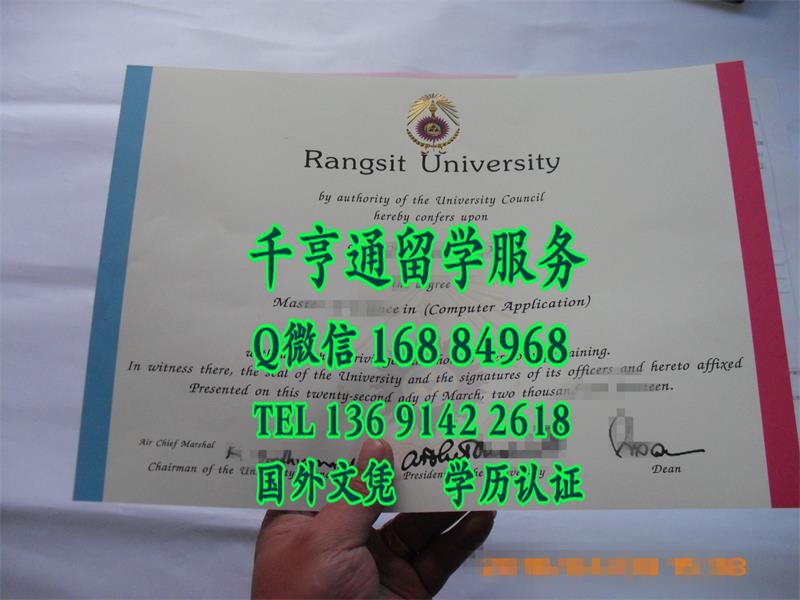 Rangsit University
by authority of the University Council
hereby confers upon
千亨通留学服务
degree
in (Computer Application)
Q微信 168 84968
In witness there, the seal of the University and the signatures of its officers and hereto affixed
Presented on this twenty-second ady of March, two
TEL 136 9142 2618
Air Chief Marshal
Chairman of the University
President
Dean
国外文凭 学历认证